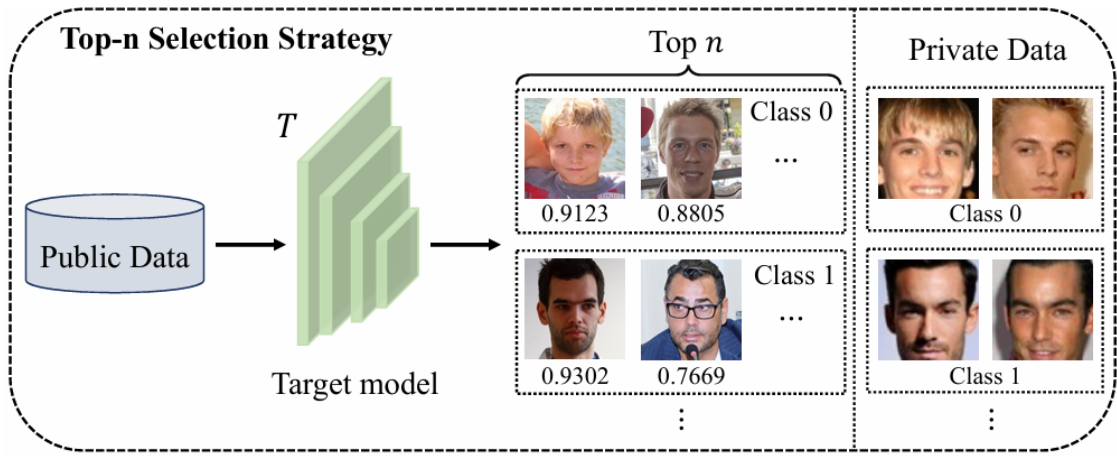 Top-n Selection Strategy
T
Public Data
Target model
Top n
Class 0
...
0.9123 0.8805
Class 1
...
0.9302 0.7669
⋮
Private Data
Class 0
Class 1
⋮